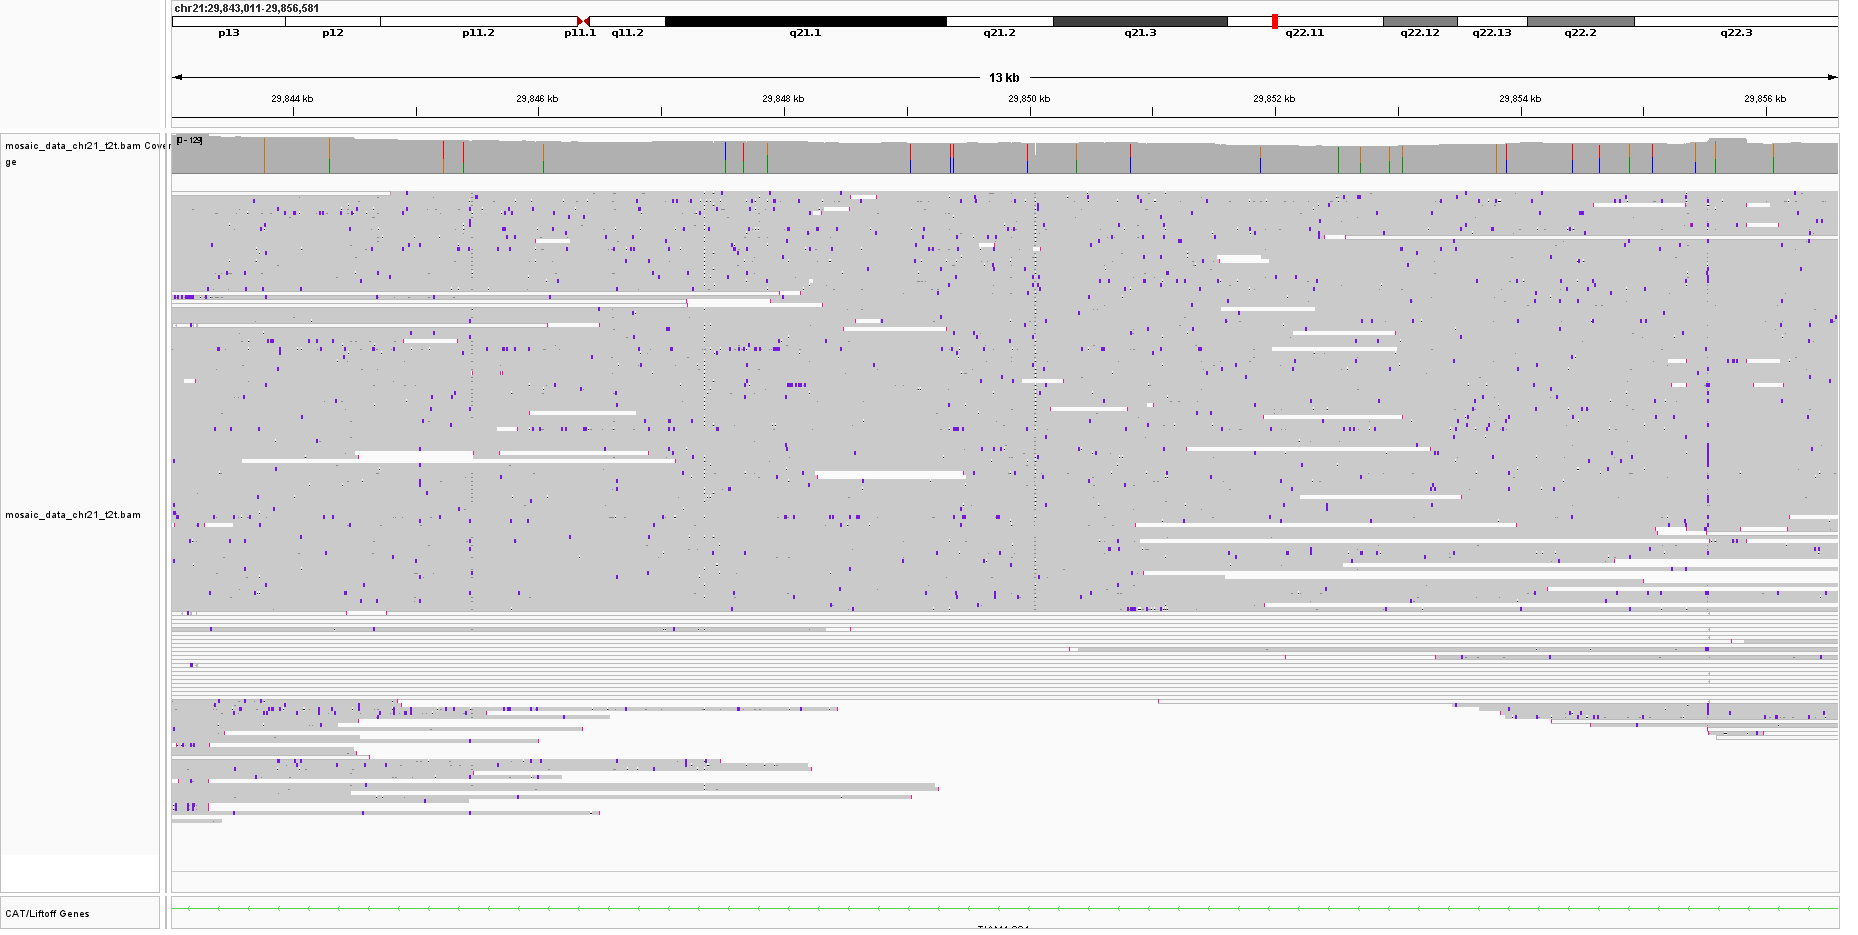 chr21:29,843,011-29,856,581
p13 p12 p11.2 p11.1 q11.2 q21.1 q21.2 q21.3 q22.11 q22.12 q22.13 q22.2 q22.3
13 kb
29,844 kb 29,846 kb 29,848 kb 29,850 kb 29,852 kb 29,854 kb 29,856 kb
mosaic_data_chr21_t2t.bam Cover
ge
[0 - 129]
mosaic_data_chr21_t2t.bam
CAT/Liftoff Genes